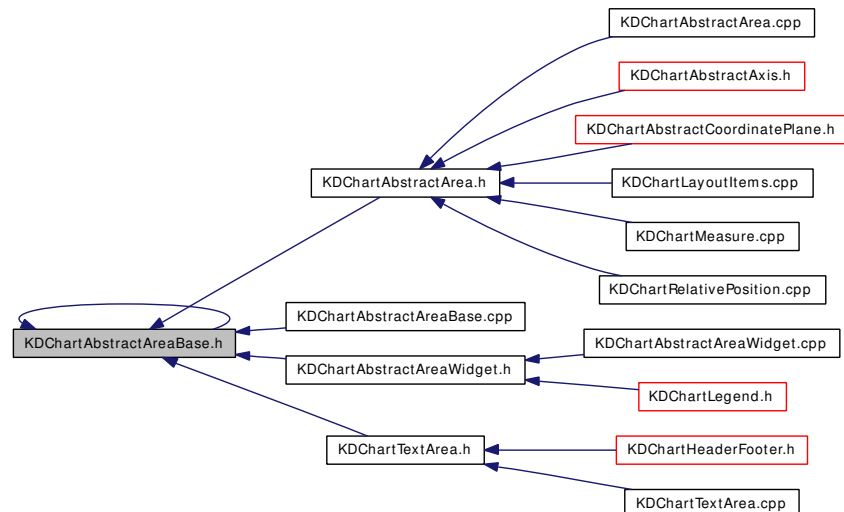 KDChartAbstractArea.cpp
KDChartAbstractAxis.h
KDChartAbstractCoordinatePlane.h
KDChartAbstractArea.h
KDChartLayoutItems.cpp
KDChartMeasure.cpp
KDChartRelativePosition.cpp
KDChartAbstractAreaBase.cpp
KDChartAbstractAreaBase.h
KDChartAbstractAreaWidget.cpp
KDChartAbstractAreaWidget.h
KDChartLegend.h
KDChartTextArea.h
KDChartHeaderFooter.h
KDChartTextArea.cpp